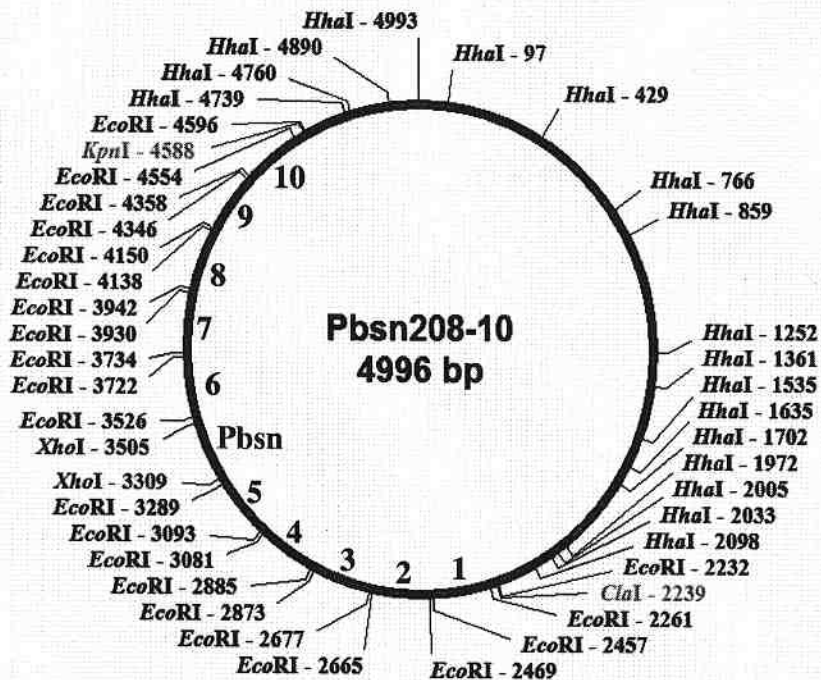 HhaI - 4993
HhaI - 4890
HhaI - 97
HhaI - 4760
HhaI - 4739
HhaI - 429
EcoRI - 4596
KpnI - 4588
EcoRI - 4554
EcoRI - 4358
EcoRI - 4346
EcoRI - 4150
EcoRI - 4138
EcoRI - 3942
EcoRI - 3930
EcoRI - 3734
EcoRI - 3722
EcoRI - 3526
XhoI - 3505
XhoI - 3309
EcoRI - 3289
EcoRI - 3093
EcoRI - 3081
EcoRI - 2885
EcoRI - 2873
EcoRI - 2677
EcoRI - 2665
10
9
8
7
6
Pbsn
5
4
3
2
1
Pbsn208-10
4996 bp
HhaI - 766
HhaI - 859
HhaI - 1252
HhaI - 1361
HhaI - 1535
HhaI - 1635
HhaI - 1702
HhaI - 1972
HhaI - 2005
HhaI - 2033
HhaI - 2098
EcoRI - 2232
ClaI - 2239
EcoRI - 2261
EcoRI - 2457
EcoRI - 2469